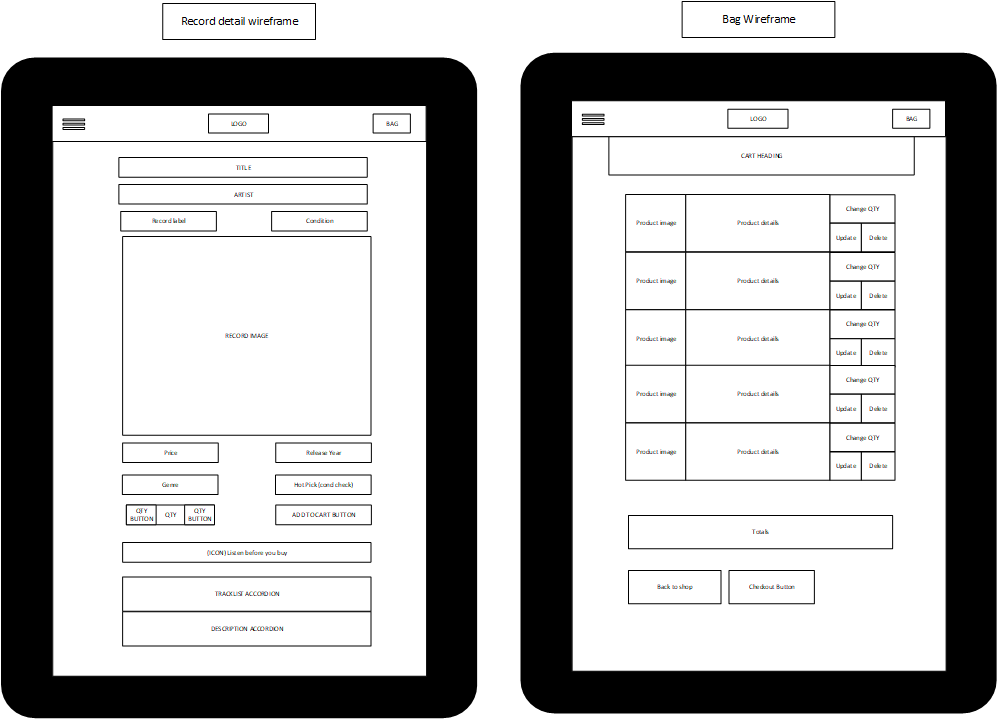 Record detail wireframe
LOGO
BAG
TITLE
ARTIST
Record label
Condition
RECORD IMAGE
Price
Release Year
Genre
Hot Pick (cond check)
QTY
BUTTON
QTY
QTY
BUTTON
ADD TO CART BUTTON
(ICON) Listen before you buy
TRACKLIST ACCORDION
DESCRIPTION ACCORDION
Bag Wireframe
LOGO
BAG
CART HEADING
Product image
Product details
Change QTY
Update
Delete
Product image
Product details
Change QTY
Update
Delete
Product image
Product details
Change QTY
Update
Delete
Product image
Product details
Change QTY
Update
Delete
Product image
Product details
Change QTY
Update
Delete
Totals
Back to shop
Checkout Button